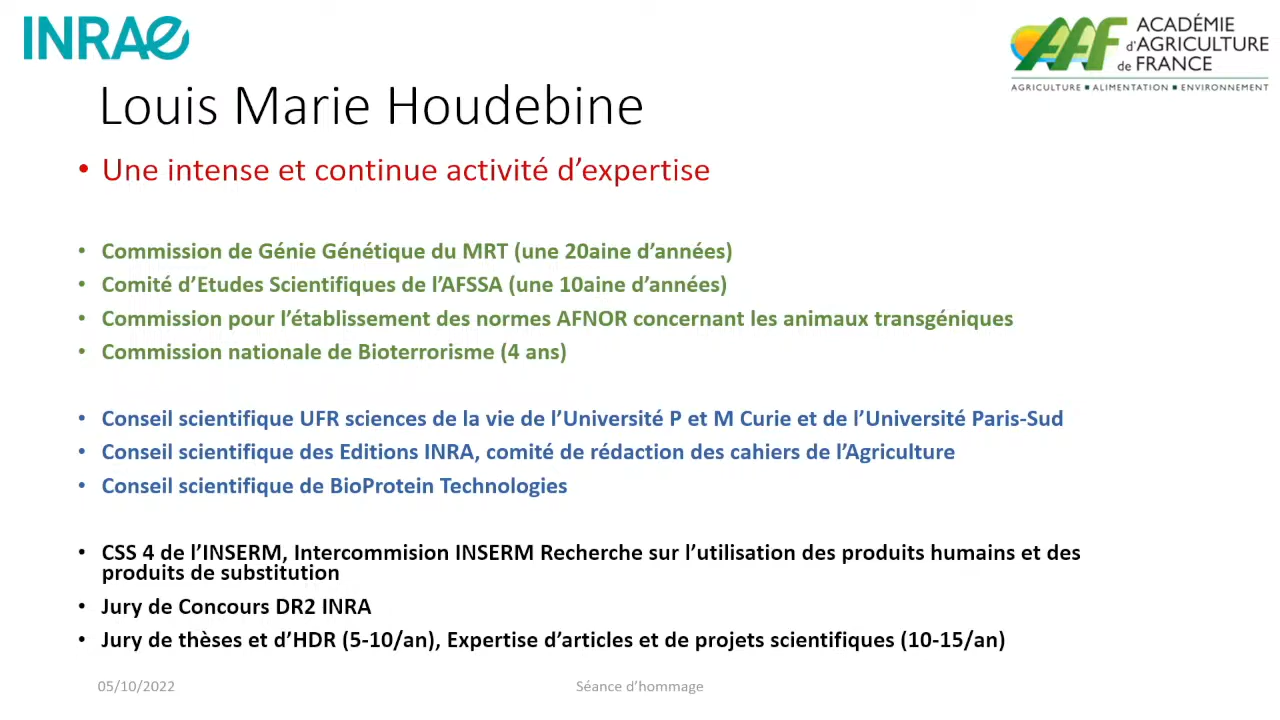 INRAE
ACADÉMIE
d'AGRICULTURE
de FRANCE
AAF
AGRICULTURE ■ ALIMENTATION ■ ENVIRONNEMENT
Louis Marie Houdebine
• Une intense et continue activité d’expertise
• Commission de Génie Génétique du MRT (une 20aine d’années)
• Comité d’Etudes Scientifiques de l’AFSSA (une 10aine d’années)
• Commission pour l’établissement des normes AFNOR concernant les animaux transgéniques
• Commission nationale de Bioterrorisme (4 ans)
• Conseil scientifique UFR sciences de la vie de l’Université P et M Curie et de l’Université Paris-Sud
• Conseil scientifique des Editions INRA, comité de rédaction des cahiers de l’Agriculture
• Conseil scientifique de BioProtein Technologies
• CSS 4 de l’INSERM, Intercommision INSERM Recherche sur l’utilisation des produits humains et des
produits de substitution
• Jury de Concours DR2 INRA
• Jury de thèses et d’HDR (5-10/an), Expertise d’articles et de projets scientifiques (10-15/an)
05/10/2022
Séance d’hommage